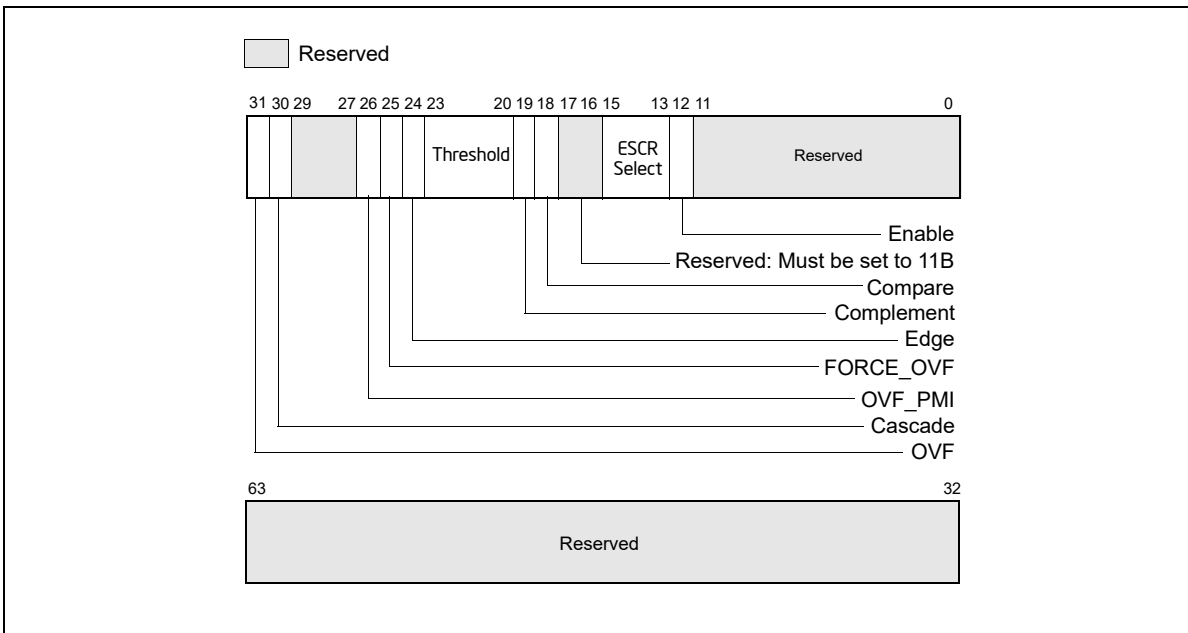 Reserved
31 30 29 27 26 25 24 23 20 19 18 17 16 15 13 12 11 0
Threshold
ESCR
Select
Reserved
Enable
Reserved: Must be set to 11B
Compare
Complement
Edge
FORCE_OVF
OVF_PMI
Cascade
OVF
63 32
Reserved